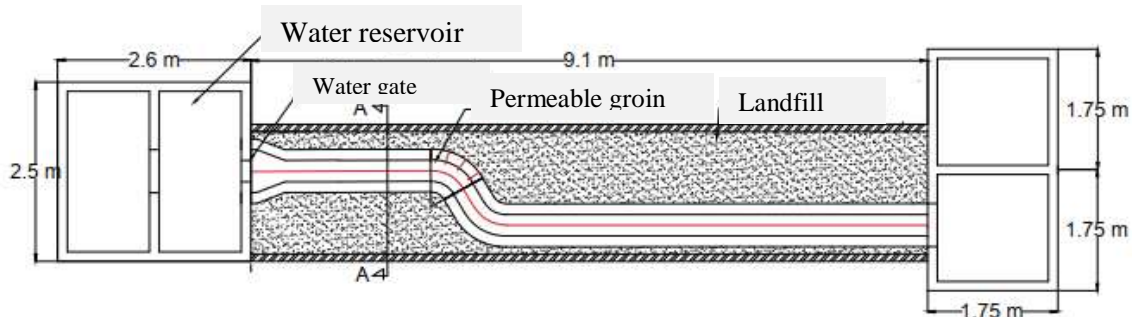 Water reservoir
2.6 m
9.1 m
Water gate
Permeable groin
Landfill
A
1.75 m
2.5 m
1.75 m
A
1.75 m